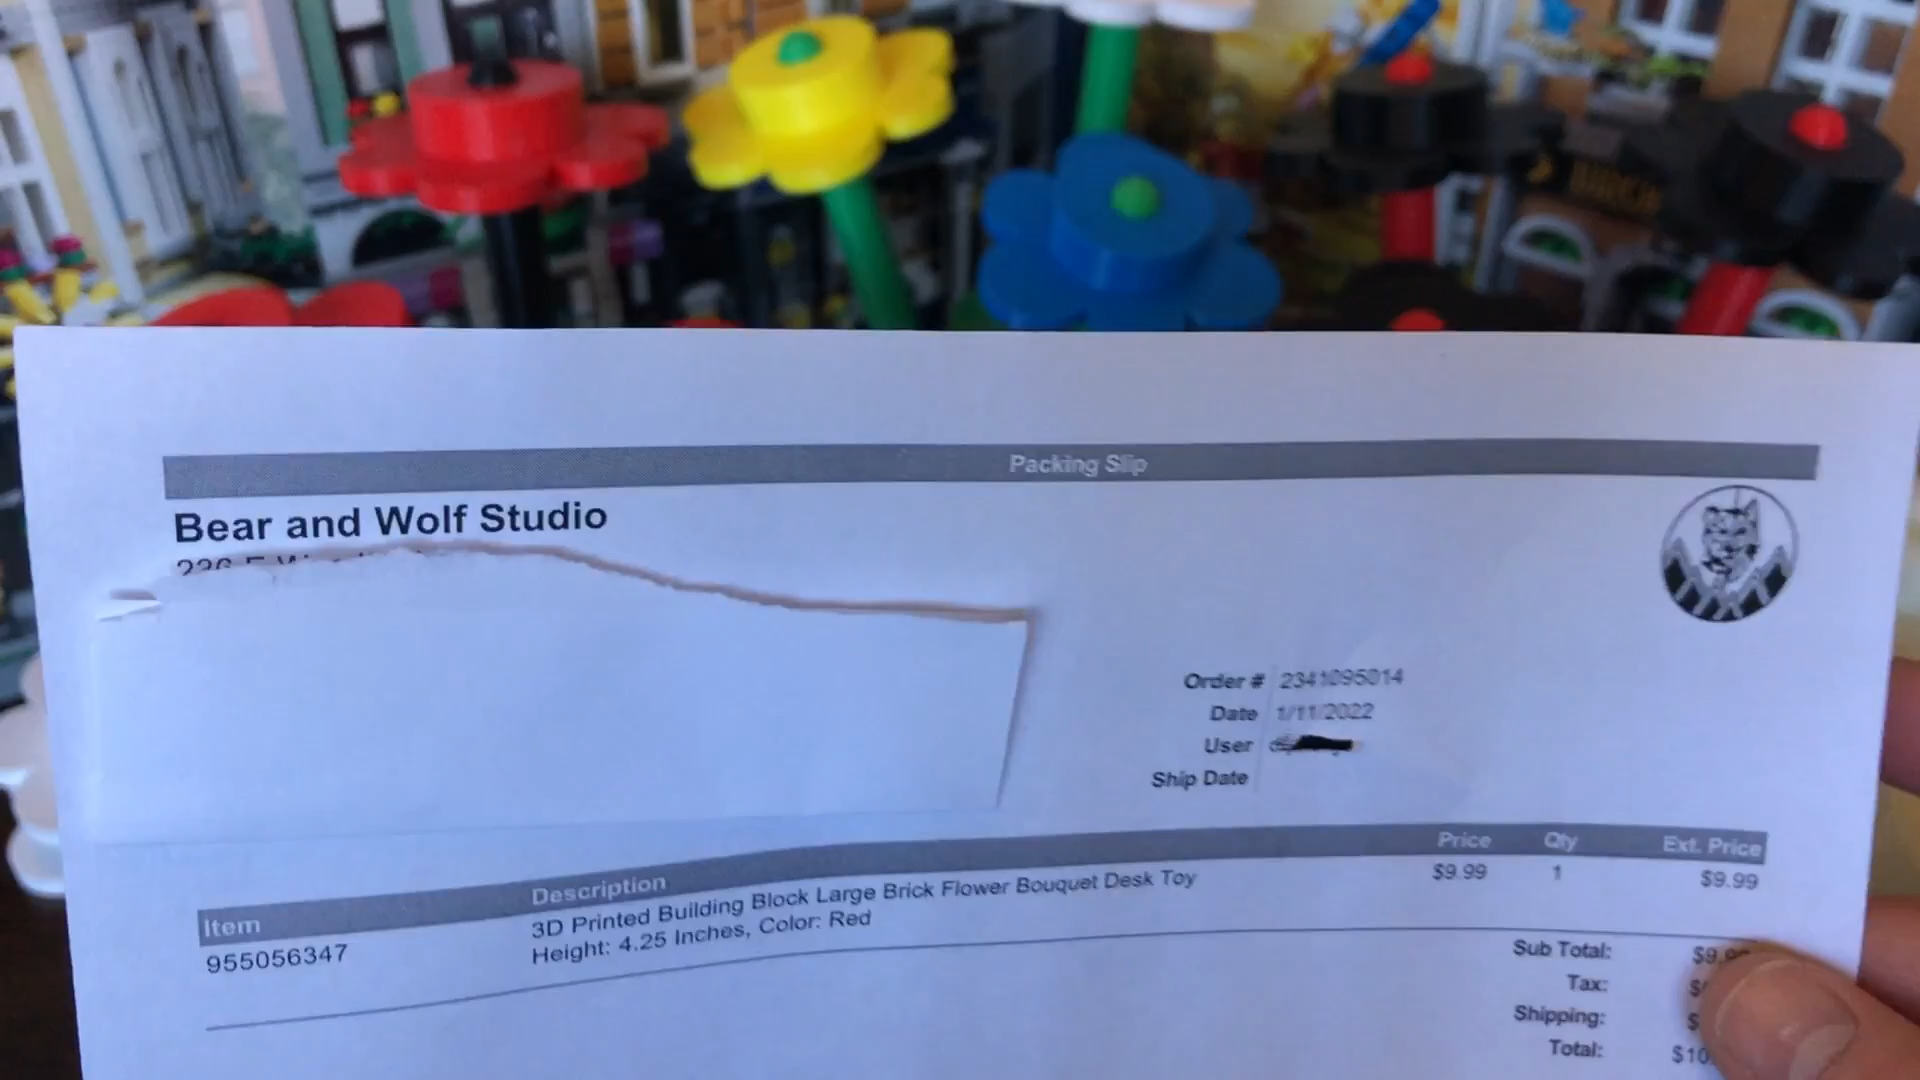 Packing Slip
Bear and Wolf Studio
Order # 2341095014
Date 1/11/2022
User
Ship Date
Item Description Price Qty Ext. Price
955056347 3D Printed Building Block Large Brick Flower Bouquet Desk Toy $9.99 1 $9.99
Height: 4.25 Inches, Color: Red
Sub Total:
Tax:
Shipping:
Total: